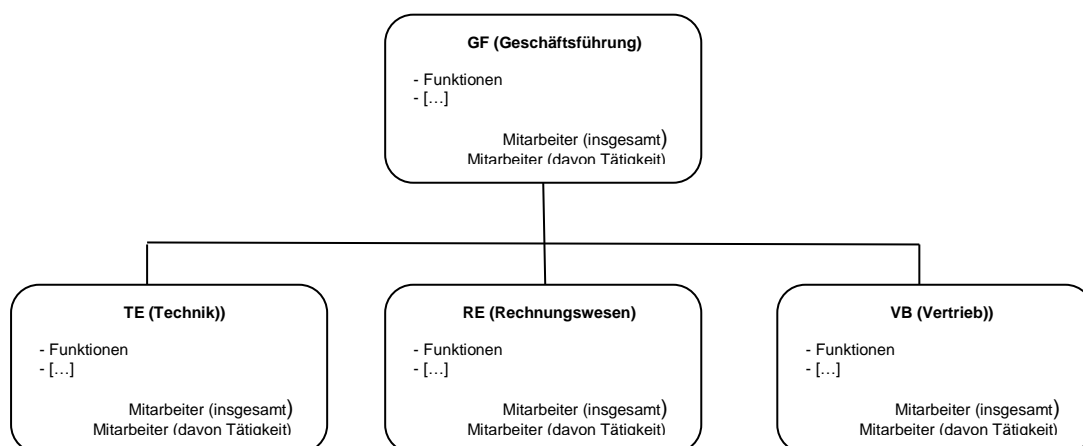 GF (Geschäftsführung)
- Funktionen
- [...]
Mitarbeiter (insgesamt)
Mitarbeiter (davon Tätigkeit)
TE (Technik))
- Funktionen
- [...]
Mitarbeiter (insgesamt)
Mitarbeiter (davon Tätigkeit)
RE (Rechnungswesen)
- Funktionen
- [...]
Mitarbeiter (insgesamt)
Mitarbeiter (davon Tätigkeit)
VB (Vertrieb))
- Funktionen
- [...]
Mitarbeiter (insgesamt)
Mitarbeiter (davon Tätigkeit)